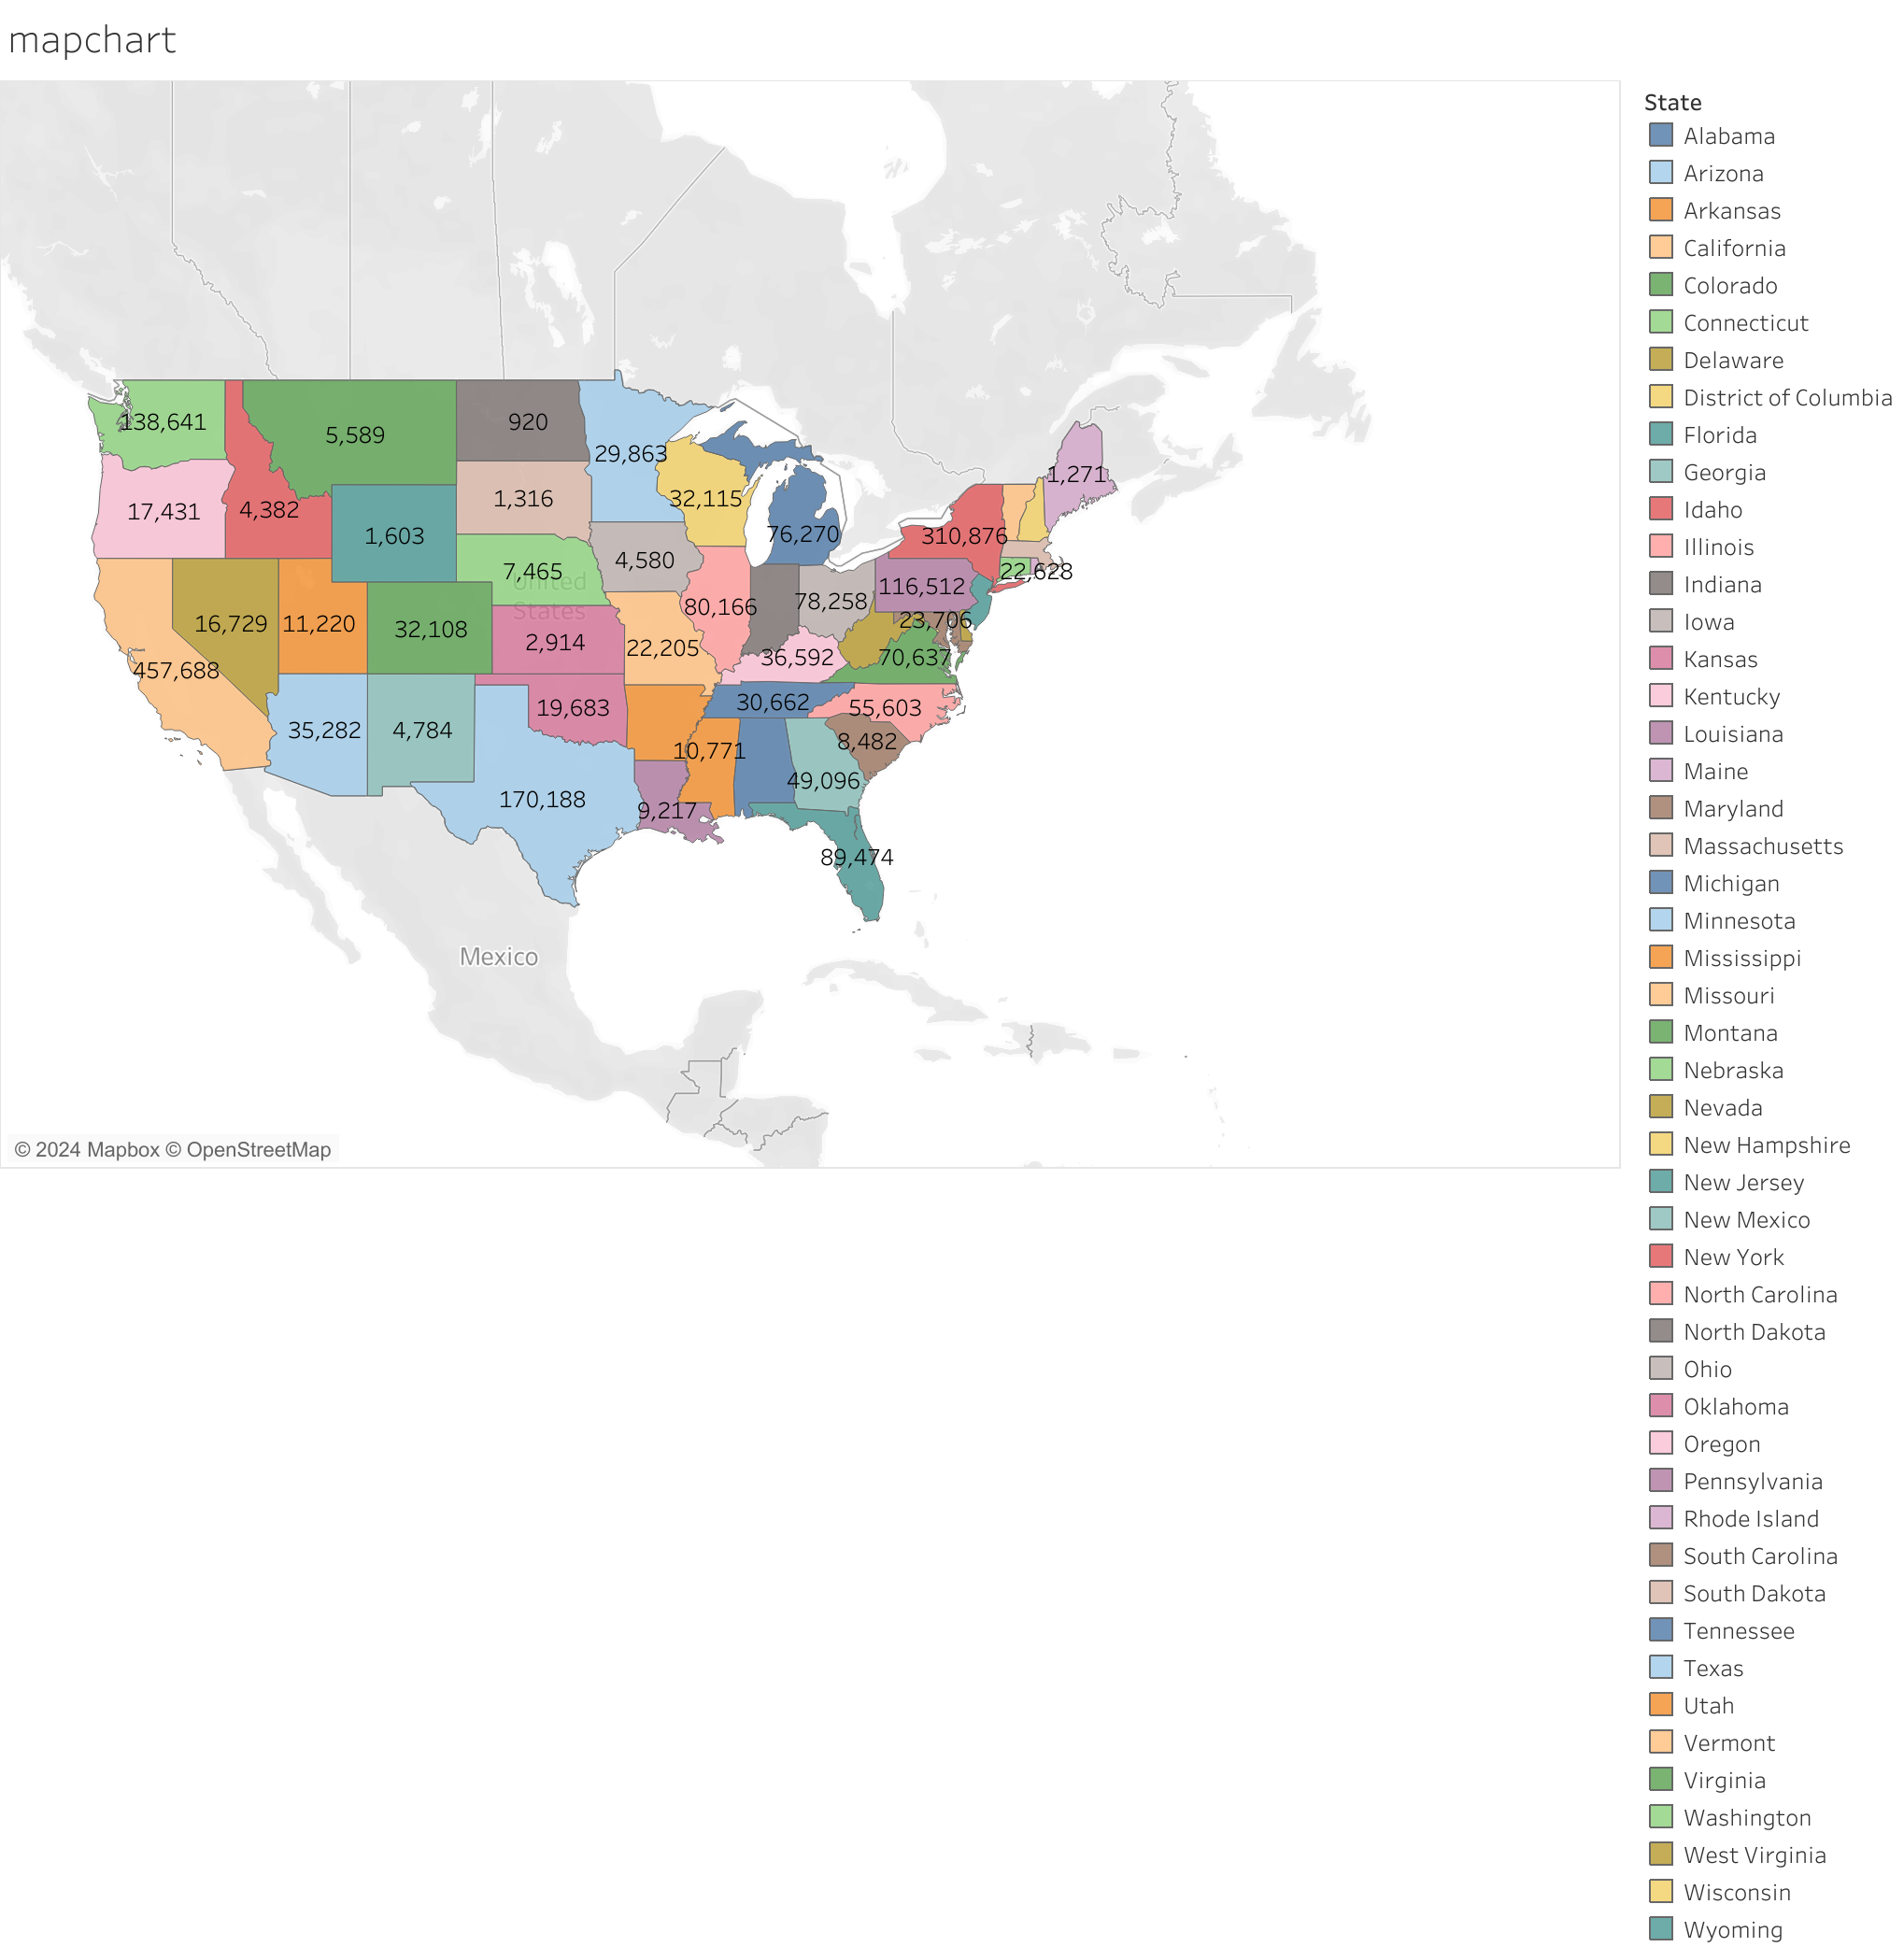 mapchart
138,641
5,589
920
29,863
1,271
17,431
4,382
1,603
1,316
32,115
76,270
310,876
7,465
4,580
22,628
United
States
116,512
80,166
78,258
23,706
16,729
11,220
32,108
2,914
22,205
36,592
70,637
457,688
35,282
4,784
19,683
30,662
55,603
10,771
8,482
49,096
170,188
9,217
89,474
Mexico
© 2024 Mapbox © OpenStreetMap
State
Alabama
Arizona
Arkansas
California
Colorado
Connecticut
Delaware
District of Columbia
Florida
Georgia
Idaho
Illinois
Indiana
Iowa
Kansas
Kentucky
Louisiana
Maine
Maryland
Massachusetts
Michigan
Minnesota
Mississippi
Missouri
Montana
Nebraska
Nevada
New Hampshire
New Jersey
New Mexico
New York
North Carolina
North Dakota
Ohio
Oklahoma
Oregon
Pennsylvania
Rhode Island
South Carolina
South Dakota
Tennessee
Texas
Utah
Vermont
Virginia
Washington
West Virginia
Wisconsin
Wyoming